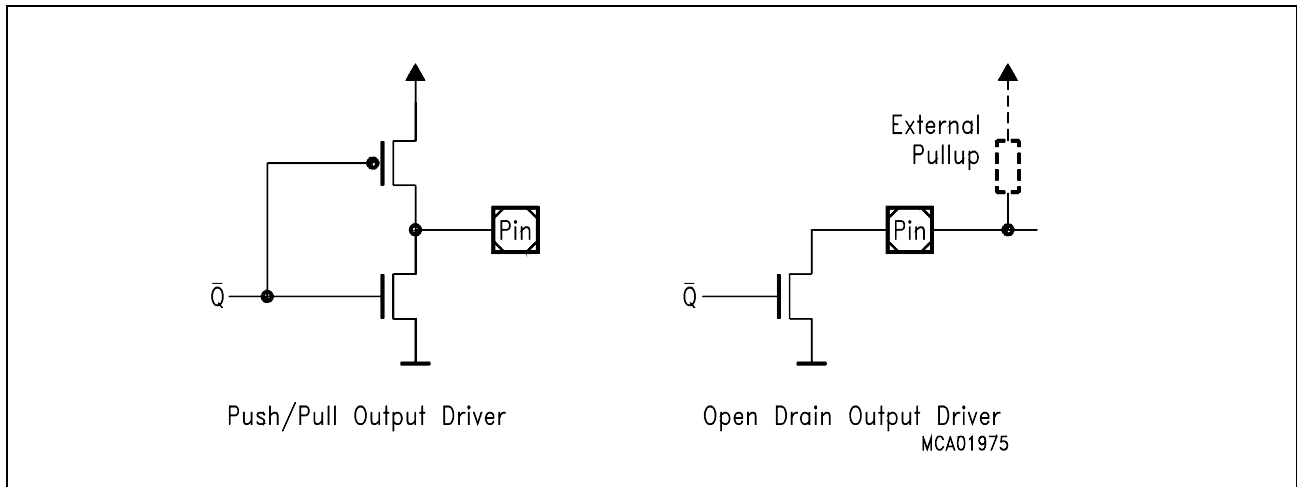 External
Pullup
Pin
Pin
Q̄
Q̄
Push/Pull Output Driver
Open Drain Output Driver
MCA01975